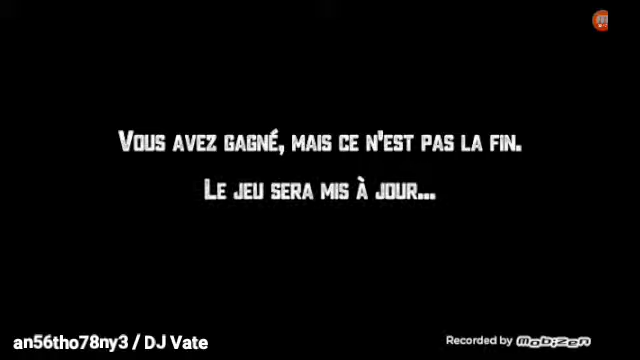 VOUS AVEZ GAGNÉ, MAIS CE N'EST PAS LA FIN.
LE JEU SERA MIS À JOUR...
an56tho78ny3 / DJ Vate
Recorded by Mobizen